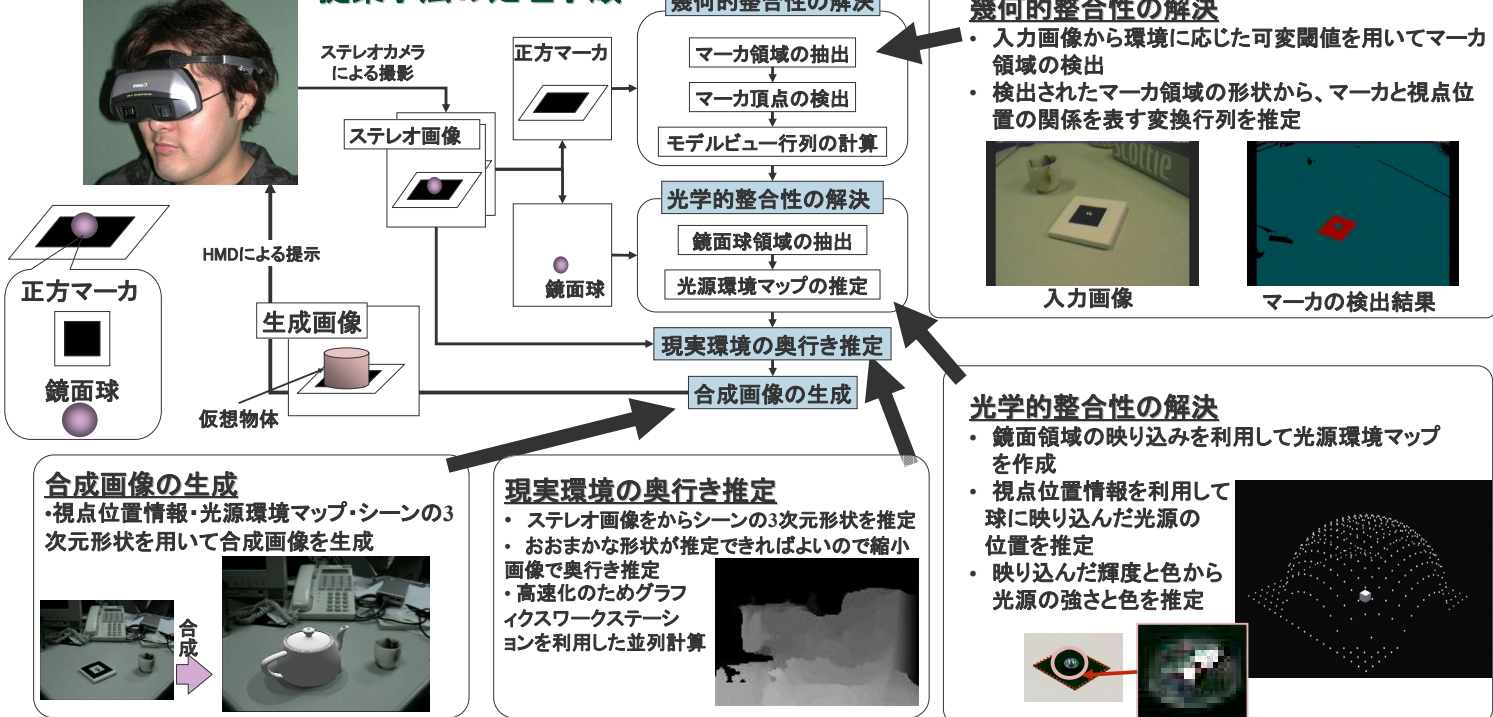 提案手法の処理手順
ステレオカメラ
による撮影
ステレオ画像
正方マーカ
鏡面球
HMDによる提示
正方マーカ
鏡面球
生成画像
仮想物体
幾何的整合性の解決
マーカ領域の抽出
マーカ頂点の検出
モデルビュー行列の計算
光学的整合性の解決
鏡面球領域の抽出
光源環境マップの推定
現実環境の奥行き推定
合成画像の生成
幾何的整合性の解決
・ 入力画像から環境に応じた可変閾値を用いてマーカ
領域の検出
・ 検出されたマーカ領域の形状から、マーカと視点位
置の関係を表す変換行列を推定
scottie
入力画像
マーカの検出結果
合成画像の生成
・視点位置情報・光源環境マップ・シーンの3
次元形状を用いて合成画像を生成
合
成
現実環境の奥行き推定
・ ステレオ画像をからシーンの3次元形状を推定
・ おおまかな形状が推定できればよいので縮小
画像で奥行き推定
・高速化のためグラフ
ィクスワークステーシ
ョンを利用した並列計算
光学的整合性の解決
・ 鏡面領域の映り込みを利用して光源環境マップ
を作成
・ 視点位置情報を利用して
球に映り込んだ光源の
位置を推定
・ 映り込んだ輝度と色から
光源の強さと色を推定